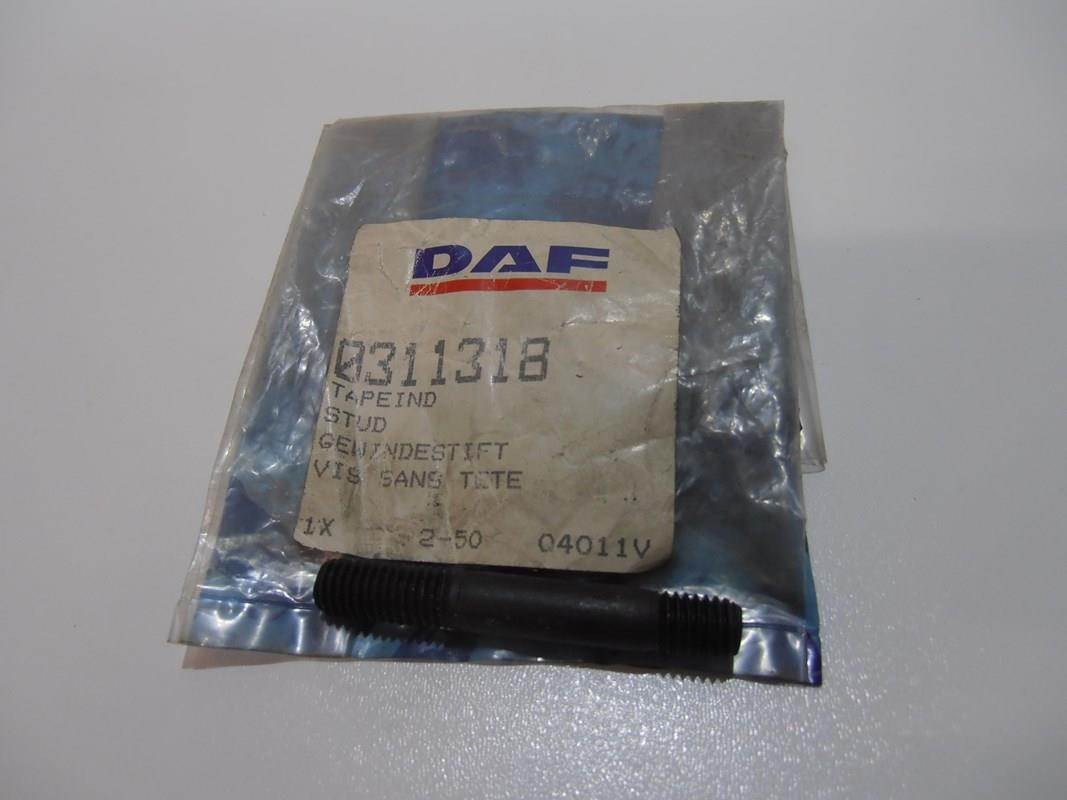 DAF
0311318
TAPEIND
STUD
GEWINDESTIFT
VIS SANS TETE
1X 2-50 04011V